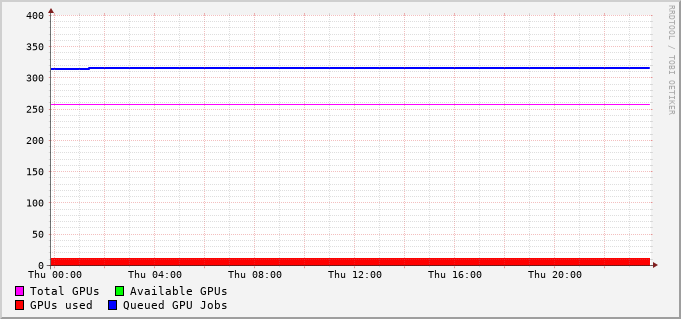 400
350
300
250
200
150
100
50
0
Thu 00:00 Thu 04:00 Thu 08:00 Thu 12:00 Thu 16:00 Thu 20:00
Total GPUs Available GPUs
GPUs used Queued GPU Jobs
RRDTOOL / TOBI OETIKER